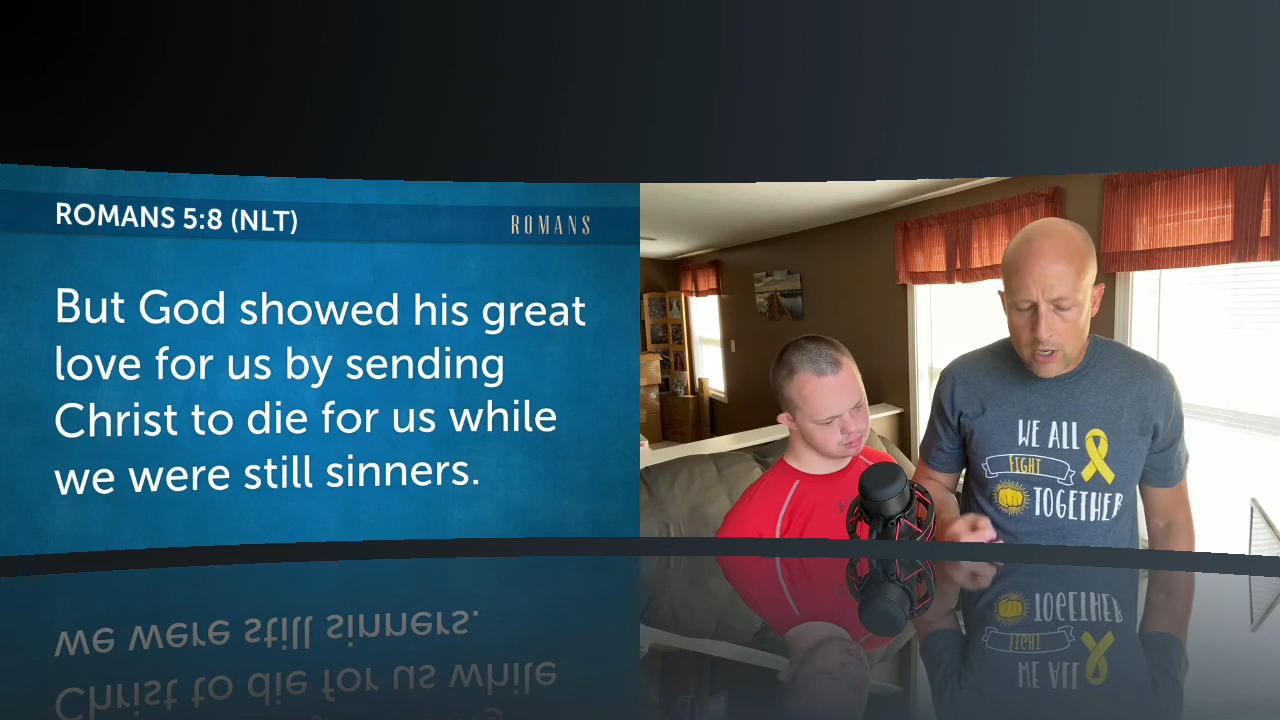 ROMANS 5:8 (NLT)
ROMANS
But God showed his great
love for us by sending
Christ to die for us while
we were still sinners.
WE ALL
FIGHT
TOGETHER